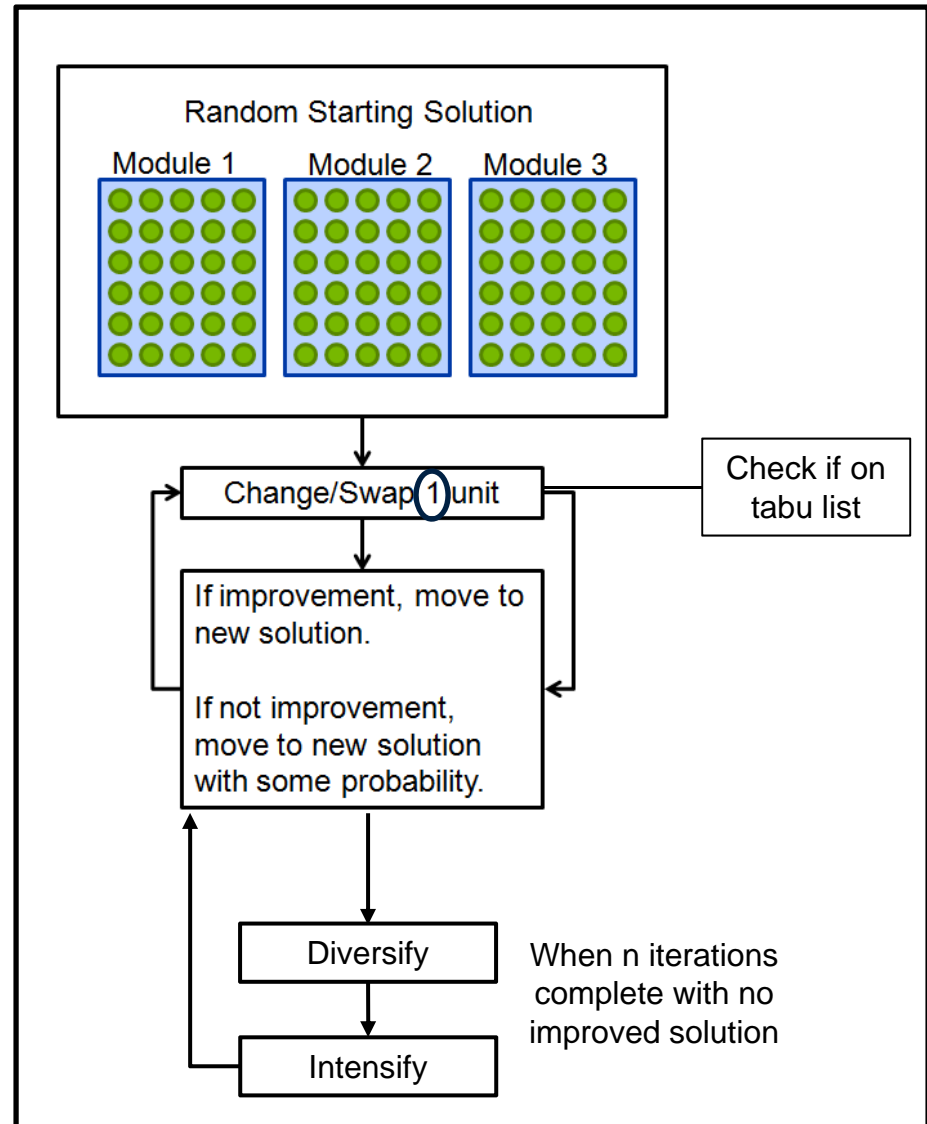 Random Starting Solution
Module 1 Module 2 Module 3
Change/Swap 1 unit
Check if on
tabu list
If improvement, move to
new solution.
If not improvement,
move to new solution
with some probability.
Diversify
When n iterations
complete with no
improved solution
Intensify